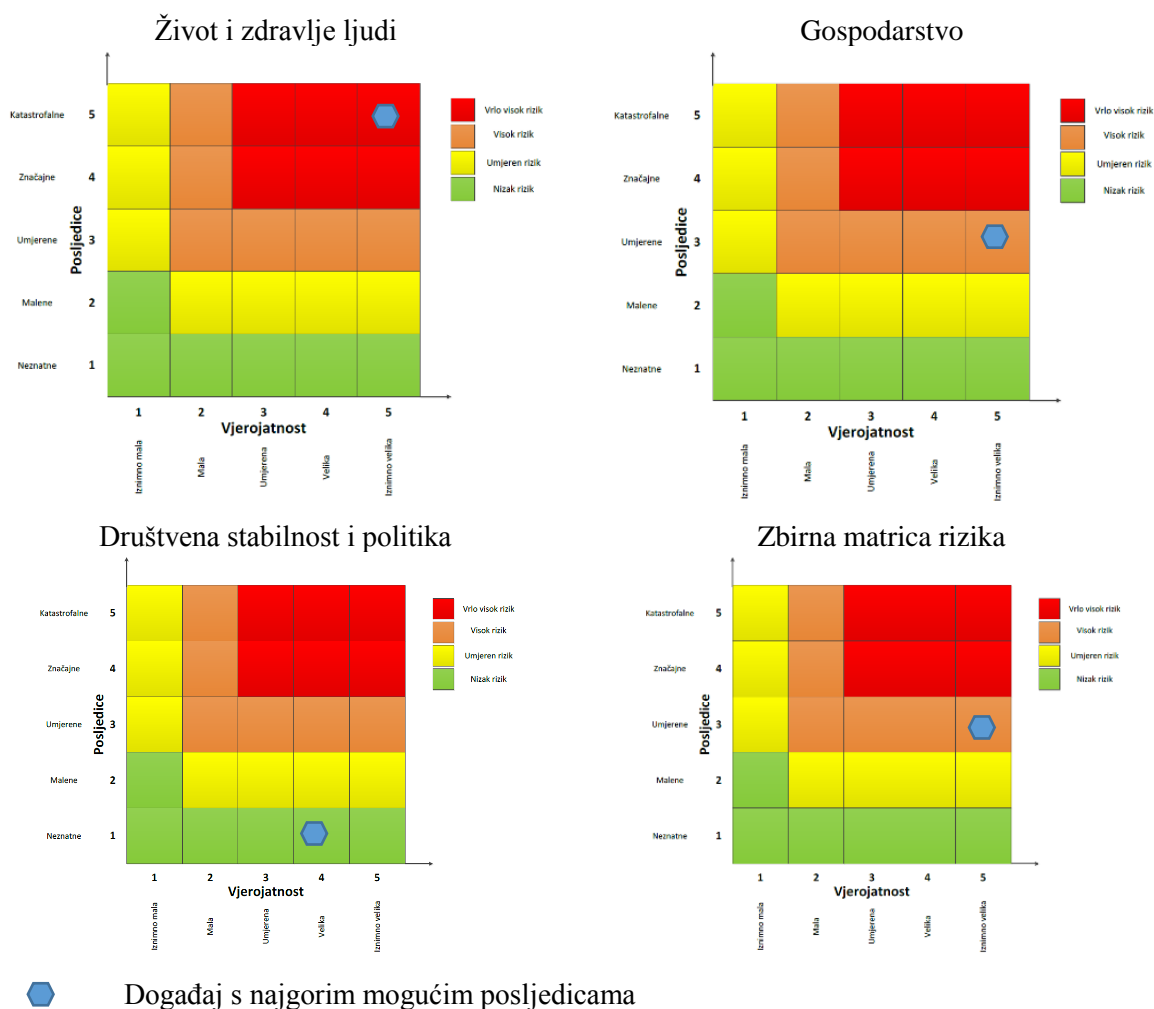 Život i zdravlje ljudi
Katastrofalne 5
Značajne 4
Umjerene 3
Malene 2
Neznatne 1
Posljedice
1 2 3 4 5
Vjerojatnost
Iznimno mala
Mala
Umjerena
Velika
Iznimno velika
Vrlo visok rizik
Visok rizik
Umjeren rizik
Nizak rizik
Gospodarstvo
Katastrofalne 5
Značajne 4
Umjerene 3
Malene 2
Neznatne 1
Posljedice
1 2 3 4 5
Vjerojatnost
Iznimno mala
Mala
Umjerena
Velika
Iznimno velika
Vrlo visok rizik
Visok rizik
Umjeren rizik
Nizak rizik
Društvena stabilnost i politika
Katastrofalne 5
Značajne 4
Umjerene 3
Malene 2
Neznatne 1
Posljedice
1 2 3 4 5
Vjerojatnost
Iznimno mala
Mala
Umjerena
Velika
Iznimno velika
Vrlo visok rizik
Visok rizik
Umjeren rizik
Nizak rizik
Zbirna matrica rizika
Katastrofalne 5
Značajne 4
Umjerene 3
Malene 2
Neznatne 1
Posljedice
1 2 3 4 5
Vjerojatnost
Iznimno mala
Mala
Umjerena
Velika
Iznimno velika
Vrlo visok rizik
Visok rizik
Umjeren rizik
Nizak rizik
Događaj s najgorim mogućim posljedicama